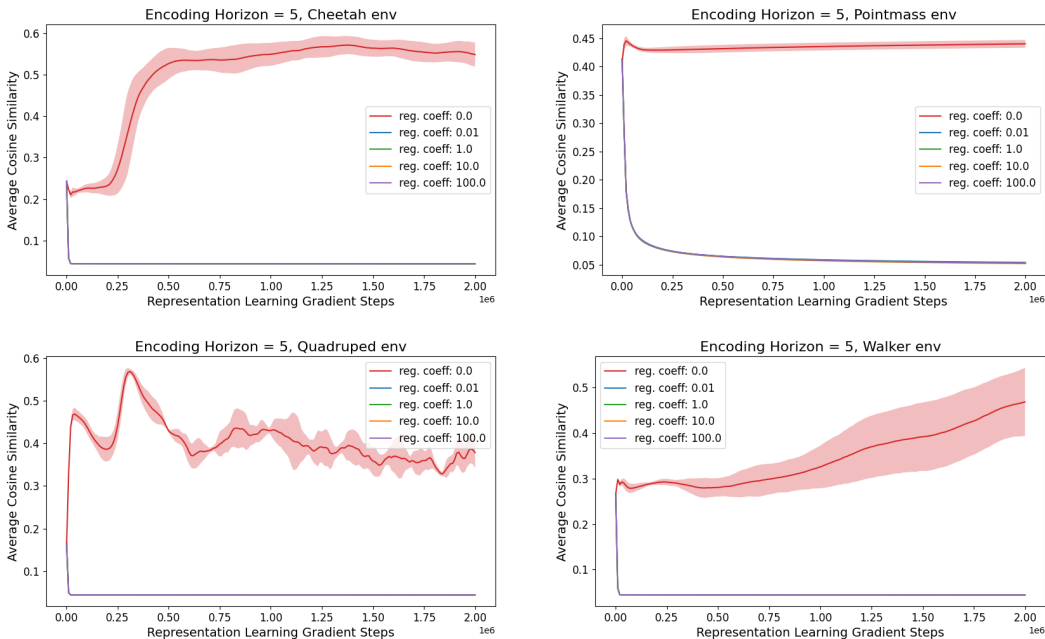 Encoding Horizon = 5, Cheetah env
Average Cosine Similarity
0.6
0.5
0.4
0.3
0.2
0.1
reg. coeff: 0.0
reg. coeff: 0.01
reg. coeff: 1.0
reg. coeff: 10.0
reg. coeff: 100.0
0.00 0.25 0.50 0.75 1.00 1.25 1.50 1.75 2.00
1e6
Representation Learning Gradient Steps
Encoding Horizon = 5, Pointmass env
Average Cosine Similarity
0.45
0.40
0.35
0.30
0.25
0.20
0.15
0.10
0.05
reg. coeff: 0.0
reg. coeff: 0.01
reg. coeff: 1.0
reg. coeff: 10.0
reg. coeff: 100.0
0.00 0.25 0.50 0.75 1.00 1.25 1.50 1.75 2.00
1e6
Representation Learning Gradient Steps
Encoding Horizon = 5, Quadruped env
Average Cosine Similarity
0.6
0.5
0.4
0.3
0.2
0.1
reg. coeff: 0.0
reg. coeff: 0.01
reg. coeff: 1.0
reg. coeff: 10.0
reg. coeff: 100.0
0.00 0.25 0.50 0.75 1.00 1.25 1.50 1.75 2.00
1e6
Representation Learning Gradient Steps
Encoding Horizon = 5, Walker env
Average Cosine Similarity
0.5
0.4
0.3
0.2
0.1
reg. coeff: 0.0
reg. coeff: 0.01
reg. coeff: 1.0
reg. coeff: 10.0
reg. coeff: 100.0
0.00 0.25 0.50 0.75 1.00 1.25 1.50 1.75 2.00
1e6
Representation Learning Gradient Steps